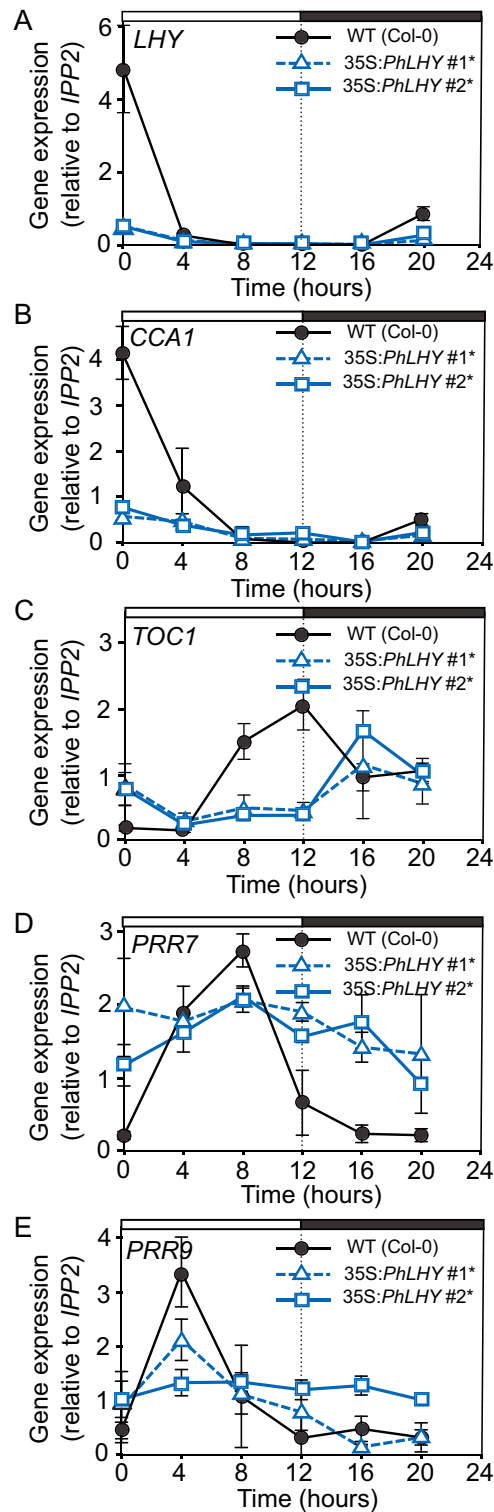 A
LHY
WT (Col-0)
35S:PhLHY #1*
35S:PhLHY #2*
Gene expression
(relative to IPP2)
6
4
2
0
0 4 8 12 16 20 24
Time (hours)
B
CCA1
WT (Col-0)
35S:PhLHY #1*
35S:PhLHY #2*
Gene expression
(relative to IPP2)
4
3
2
1
0
0 4 8 12 16 20 24
Time (hours)
C
TOC1
WT (Col-0)
35S:PhLHY #1*
35S:PhLHY #2*
Gene expression
(relative to IPP2)
3
2
1
0
0 4 8 12 16 20 24
Time (hours)
D
PRR7
WT (Col-0)
35S:PhLHY #1*
35S:PhLHY #2*
Gene expression
(relative to IPP2)
3
2
1
0
0 4 8 12 16 20 24
Time (hours)
E
PRR9
WT (Col-0)
35S:PhLHY #1*
35S:PhLHY #2*
Gene expression
(relative to IPP2)
4
3
2
1
0
0 4 8 12 16 20 24
Time (hours)